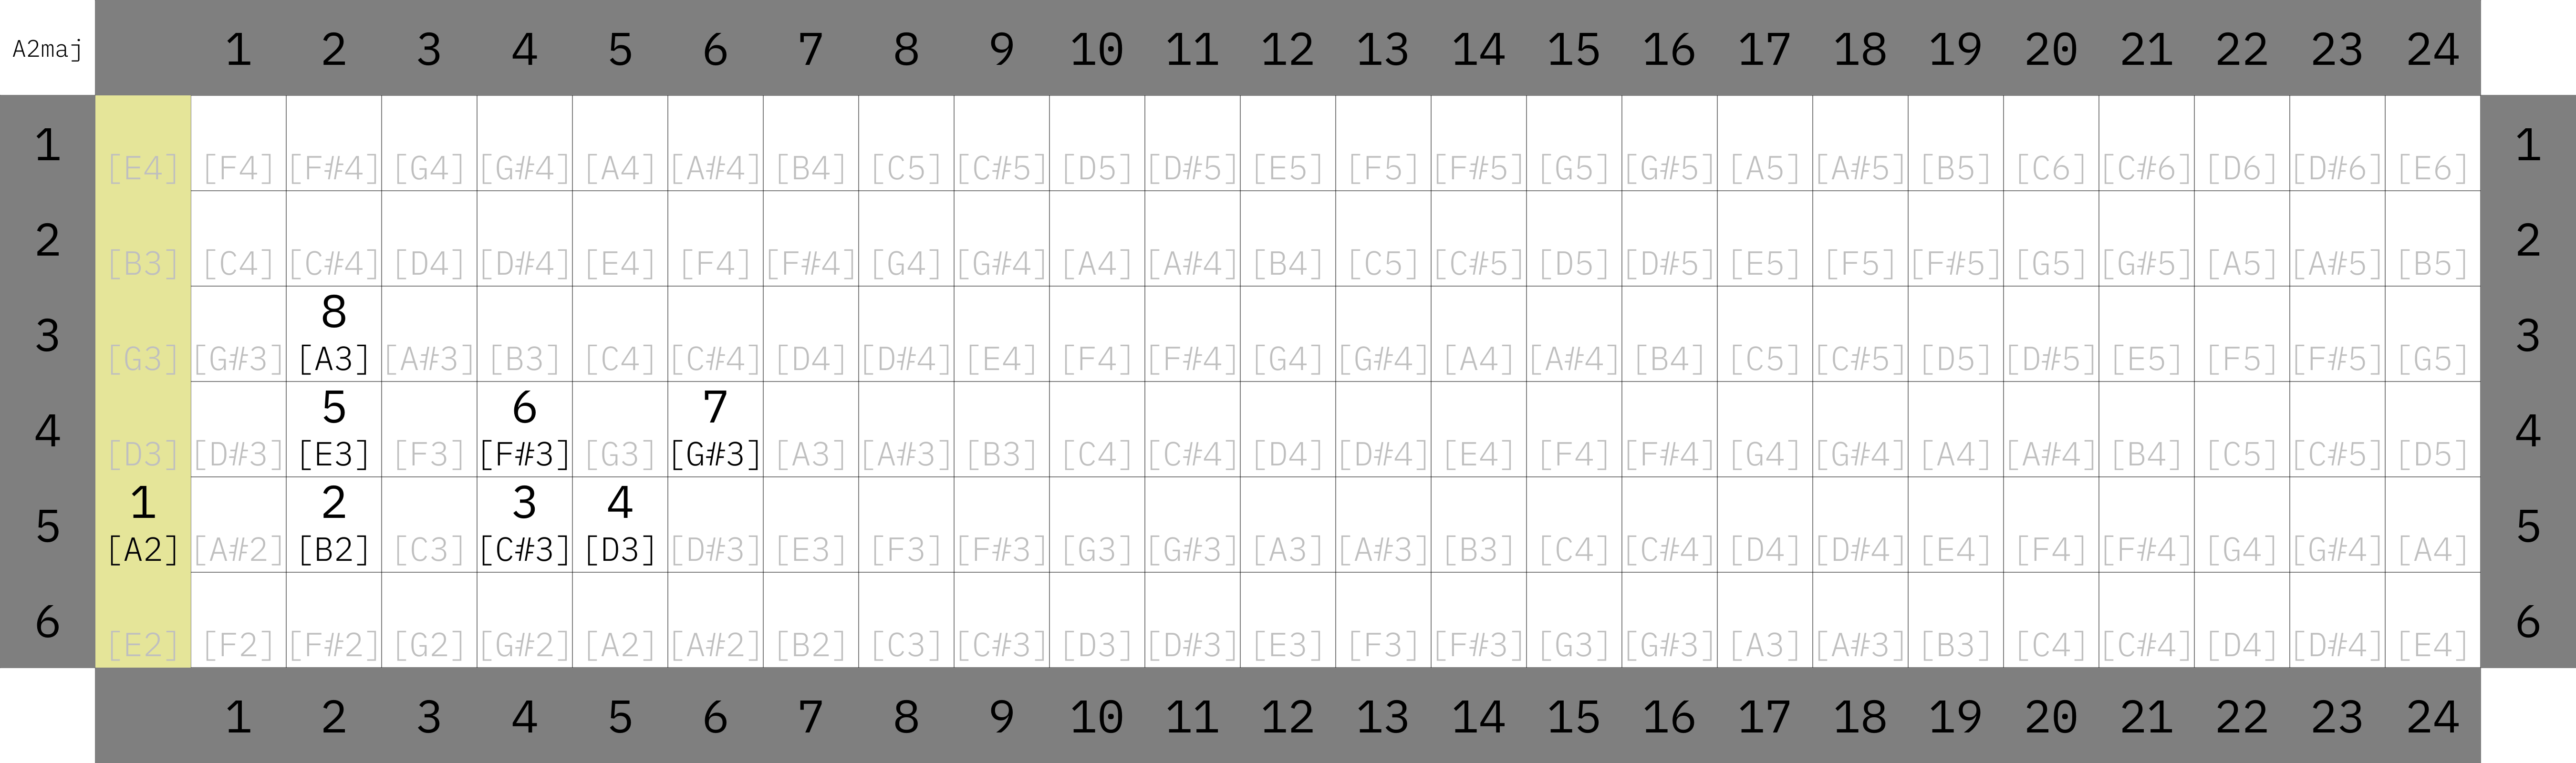 A2maj 1 2 3 4 5 6 7 8 9 10 11 12 13 14 15 16 17 18 19 20 21 22 23 24
1 [E4] [F4] [F#4] [G4] [G#4] [A4] [A#4] [B4] [C5] [C#5] [D5] [D#5] [E5] [F5] [F#5] [G5] [G#5] [A5] [A#5] [B5] [C6] [C#6] [D6] [D#6] [E6] 1
2 [B3] [C4] [C#4] [D4] [D#4] [E4] [F4] [F#4] [G4] [G#4] [A4] [A#4] [B4] [C5] [C#5] [D5] [D#5] [E5] [F5] [F#5] [G5] [G#5] [A5] [A#5] [B5] 2
8
3 [G3] [G#3] [A3] [A#3] [B3] [C4] [C#4] [D4] [D#4] [E4] [F4] [F#4] [G4] [G#4] [A4] [A#4] [B4] [C5] [C#5] [D5] [D#5] [E5] [F5] [F#5] [G5] 3
5 6 7
4 [D3] [D#3] [E3] [F3] [F#3] [G3] [G#3] [A3] [A#3] [B3] [C4] [C#4] [D4] [D#4] [E4] [F4] [F#4] [G4] [G#4] [A4] [A#4] [B4] [C5] [C#5] [D5] 4
1 2 3 4
5 [A2] [A#2] [B2] [C3] [C#3] [D3] [D#3] [E3] [F3] [F#3] [G3] [G#3] [A3] [A#3] [B3] [C4] [C#4] [D4] [D#4] [E4] [F4] [F#4] [G4] [G#4] [A4] 5
6 [E2] [F2] [F#2] [G2] [G#2] [A2] [A#2] [B2] [C3] [C#3] [D3] [D#3] [E3] [F3] [F#3] [G3] [G#3] [A3] [A#3] [B3] [C4] [C#4] [D4] [D#4] [E4] 6
1 2 3 4 5 6 7 8 9 10 11 12 13 14 15 16 17 18 19 20 21 22 23 24